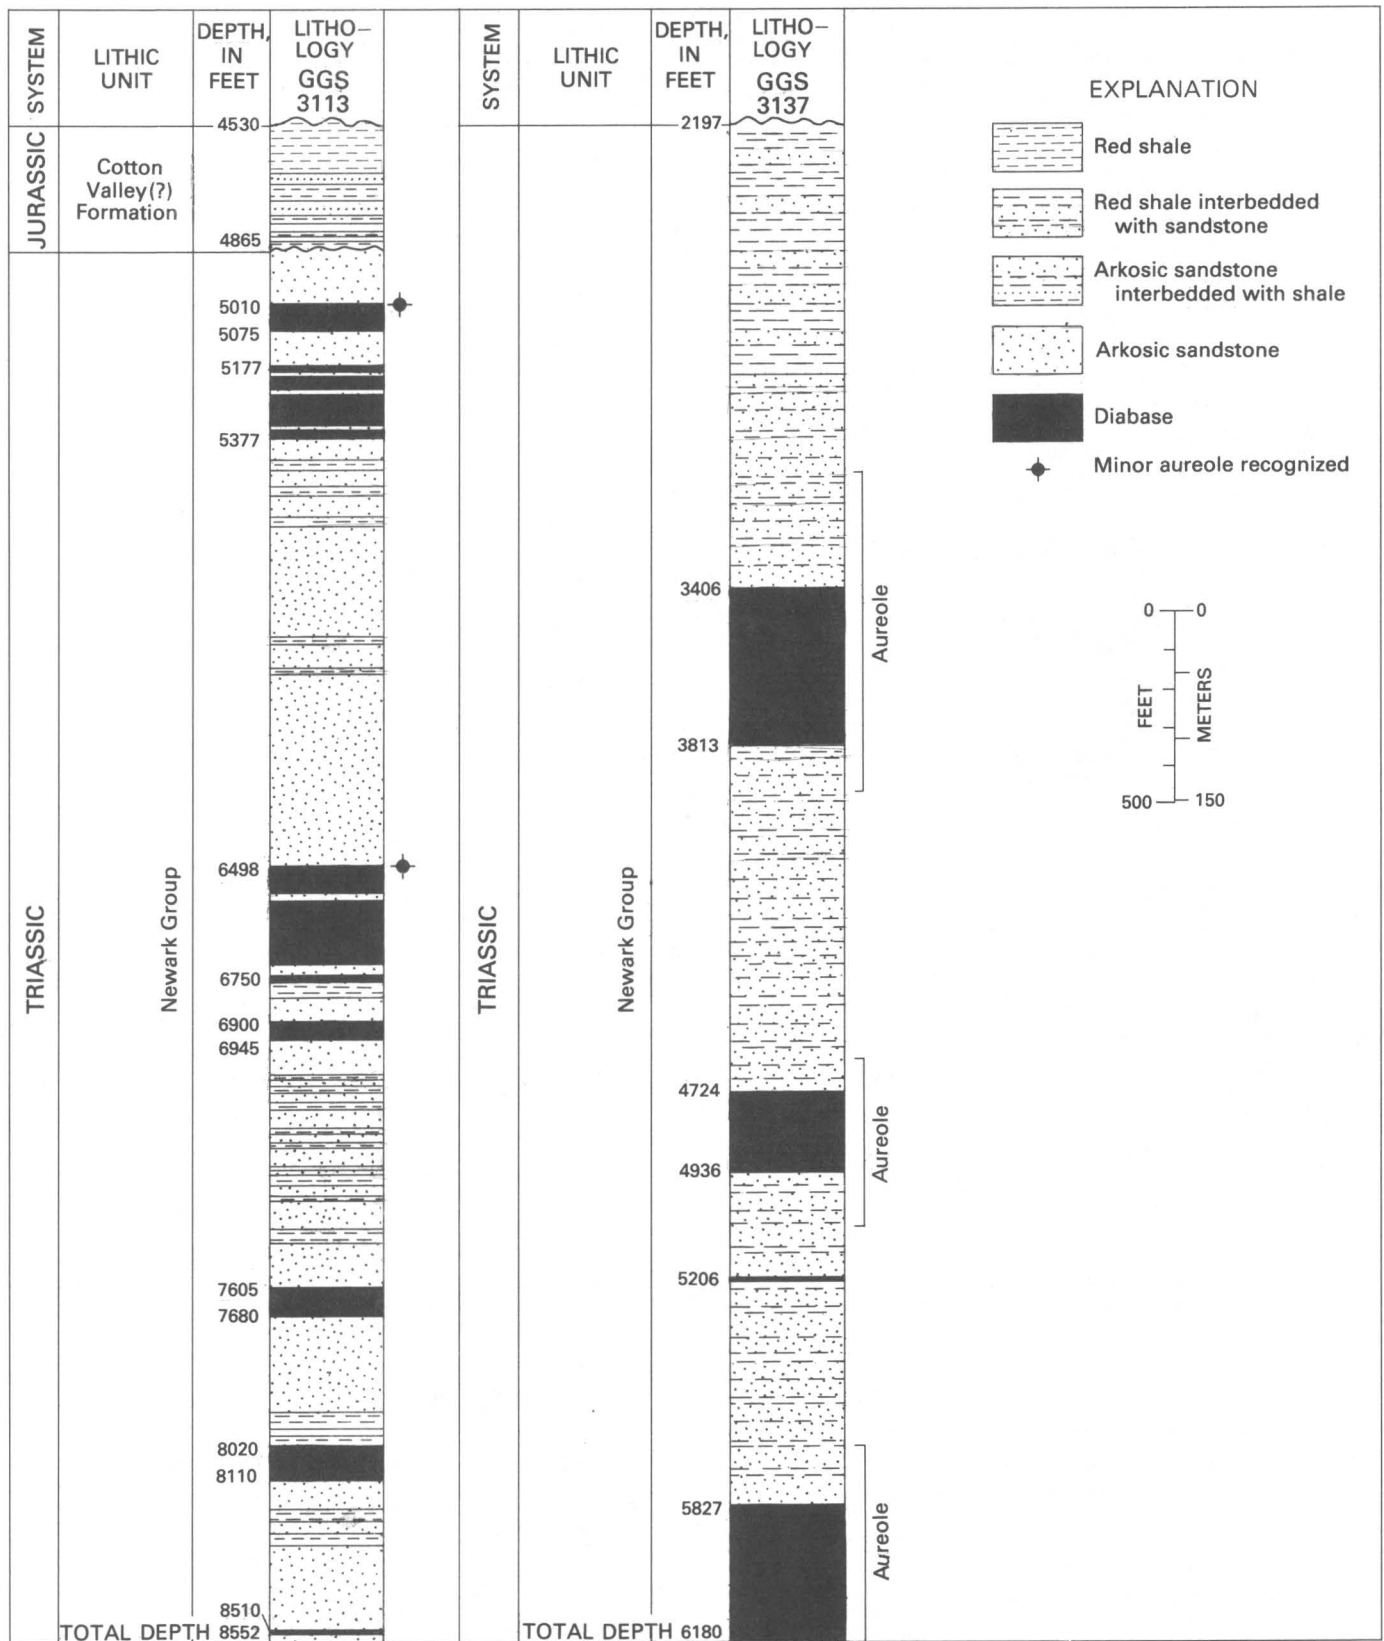 SYSTEM
LITHIC
UNIT
DEPTH,
IN
FEET
LITHO–
LOGY
GGS
3113
JURASSIC
Cotton
Valley(?)
Formation
TRIASSIC
Newark Group
4530
4865
5010
5075
5177
5377
6498
6750
6900
6945
7605
7680
8020
8110
8510
TOTAL DEPTH 8552
SYSTEM
LITHIC
UNIT
DEPTH,
IN
FEET
LITHO–
LOGY
GGS
3137
TRIASSIC
Newark Group
2197
3406
3813
4724
4936
5206
5827
TOTAL DEPTH 6180
Aureole
Aureole
Aureole
EXPLANATION
Red shale
Red shale interbedded
with sandstone
Arkosic sandstone
interbedded with shale
Arkosic sandstone
Diabase
Minor aureole recognized
0 0
FEET
METERS
500 150